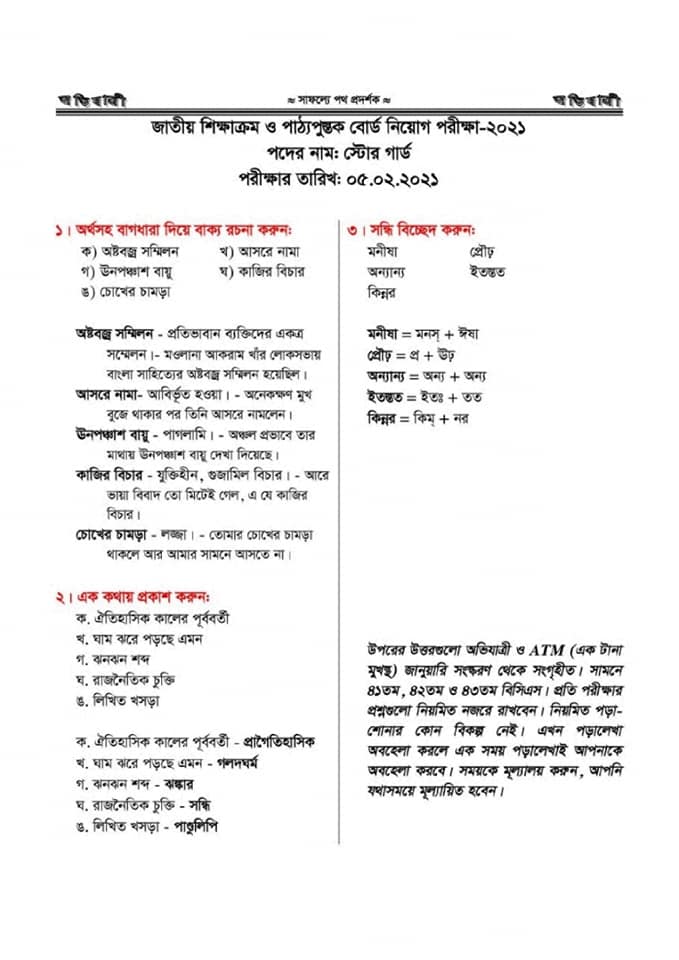 অভিযাত্রী
≈ সাফল্যে পথ প্রদর্শক ≈
অভিযাত্রী
জাতীয় শিক্ষাক্রম ও পাঠ্যপুস্তক বোর্ড নিয়োগ পরীক্ষা-২০২১
পদের নাম: স্টোর গার্ড
পরীক্ষার তারিখ: ০৫.০২.২০২১
১। অর্থসহ বাগধারা দিয়ে বাক্য রচনা করুন:
ক) অষ্টবজ্র সম্মিলন খ) আসরে নামা
গ) ঊনপঞ্চাশ বায়ু ঘ) কাজির বিচার
ঙ) চোখের চামড়া
অষ্টবজ্র সম্মিলন - প্রতিভাবান ব্যক্তিদের একত্র
সম্মেলন।- মওলানা আকরাম খাঁর লোকসভায়
বাংলা সাহিত্যের অষ্টবজ্র সম্মিলন হয়েছিল।
আসরে নামা- আবির্ভূত হওয়া। - অনেকক্ষণ মুখ
বুজে থাকার পর তিনি আসরে নামলেন।
ঊনপঞ্চাশ বায়ু - পাগলামি। - অঞ্চল প্রভাবে তার
মাথায় ঊনপঞ্চাশ বায়ু দেখা দিয়েছে।
কাজির বিচার - যুক্তিহীন, গুজামিল বিচার। - আরে
ভায়া বিবাদ তো মিটেই গেল, এ যে কাজির
বিচার।
চোখের চামড়া - লজ্জা। - তোমার চোখের চামড়া
থাকলে আর আমার সামনে আসতে না।
২। এক কথায় প্রকাশ করুন:
ক. ঐতিহাসিক কালের পূর্ববর্তী
খ. ঘাম ঝরে পড়ছে এমন
গ. ঝনঝন শব্দ
ঘ. রাজনৈতিক চুক্তি
ঙ. লিখিত খসড়া
ক. ঐতিহাসিক কালের পূর্ববর্তী - প্রাগৈতিহাসিক
খ. ঘাম ঝরে পড়ছে এমন - গলদঘর্ম
গ. ঝনঝন শব্দ - ঝঙ্কার
ঘ. রাজনৈতিক চুক্তি - সন্ধি
ঙ. লিখিত খসড়া - পাণ্ডুলিপি
৩। সন্ধি বিচ্ছেদ করুন:
মনীষা প্রৌঢ়
অন্যান্য ইতস্তত
কিন্নর
মনীষা = মনস্ + ঈষা
প্রৌঢ় = প্র + উঢ়
অন্যান্য = অন্য + অন্য
ইতস্তত = ইতঃ + তত
কিন্নর = কিম্ + নর
উপরের উত্তরগুলো অভিযাত্রী ও ATM (এক টানা
মুখস্থ) জানুয়ারি সংস্করণ থেকে সংগৃহীত। সামনে
৪১তম, ৪২তম ও ৪৩তম বিসিএস। প্রতি পরীক্ষার
প্রশ্নগুলো নিয়মিত নজরে রাখবেন। নিয়মিত পড়া-
শোনার কোন বিকল্প নেই। এখন পড়ালেখা
অবহেলা করলে এক সময় পড়ালেখাই আপনাকে
অবহেলা করবে। সময়কে মূল্যালয় করুন, আপনি
যথাসময়ে মূল্যায়িত হবেন।